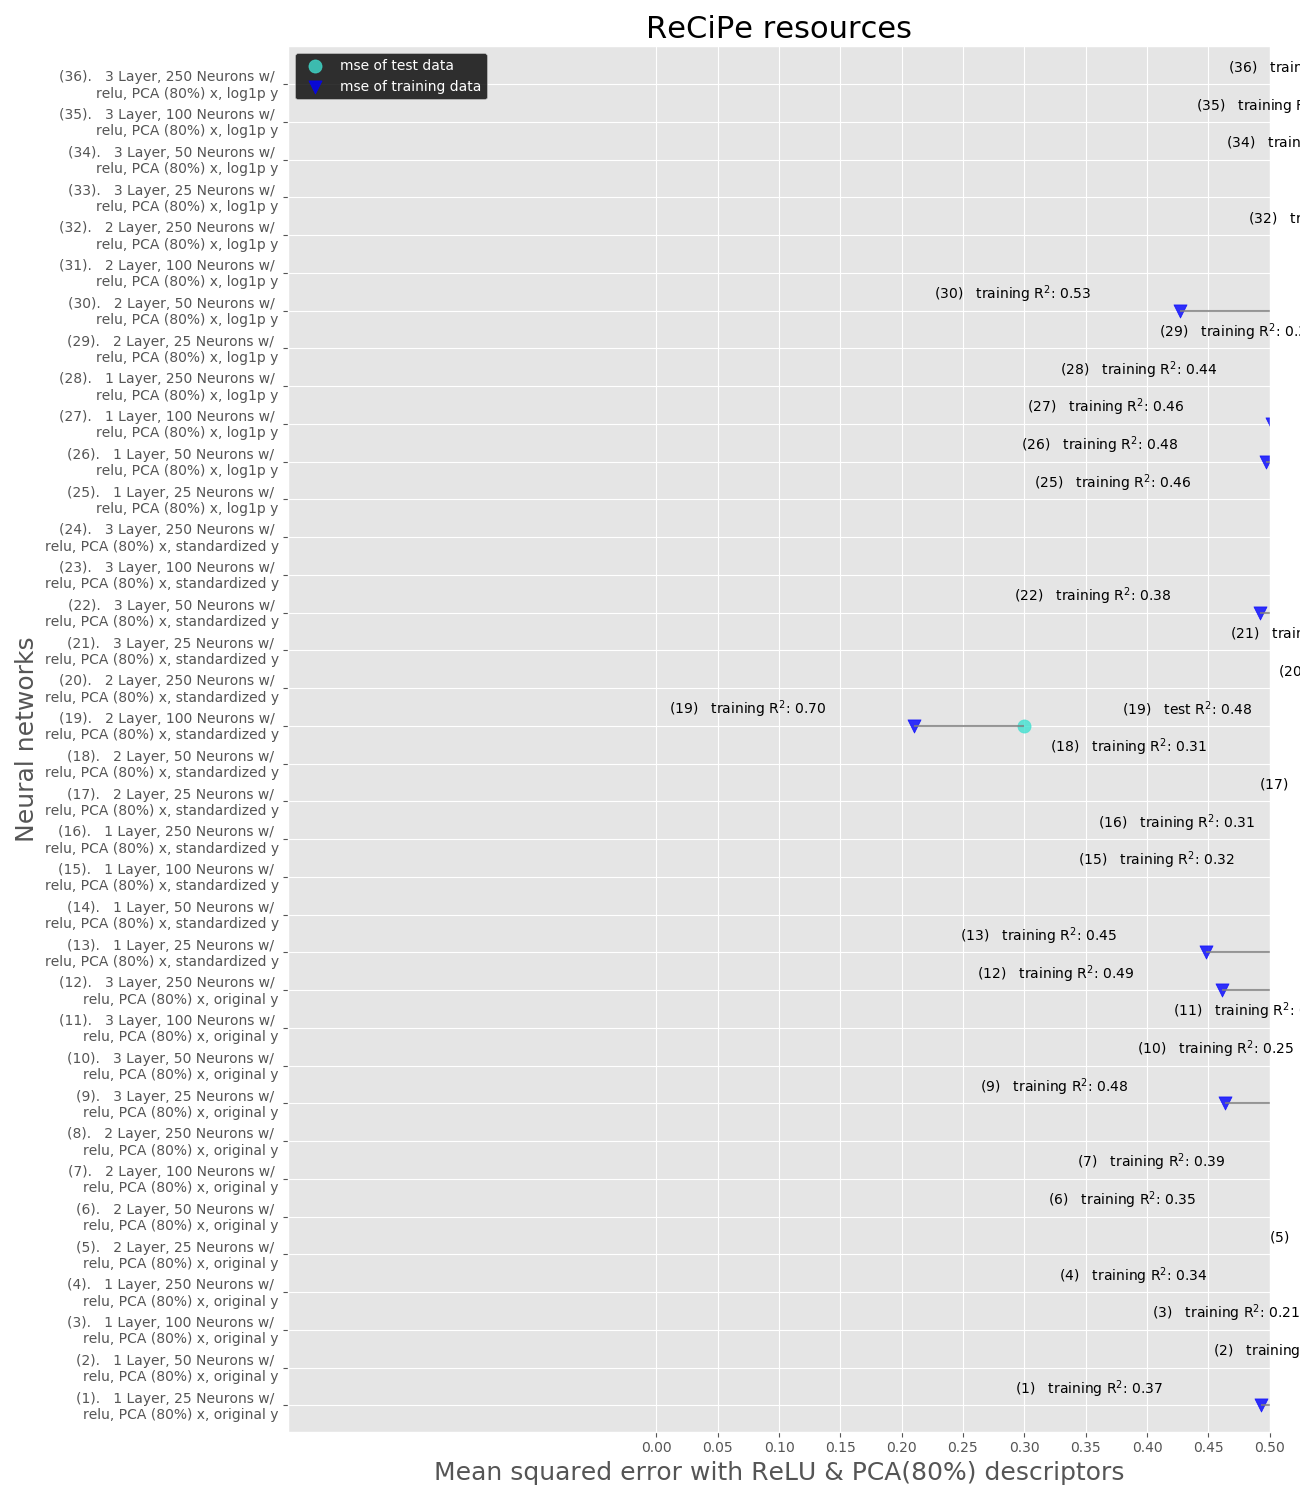 ReCiPe resources
mse of test data
mse of training data
(36).   3 Layer, 250 Neurons w/
relu, PCA (80%) x, log1p y
(35).   3 Layer, 100 Neurons w/
relu, PCA (80%) x, log1p y
(34).   3 Layer, 50 Neurons w/
relu, PCA (80%) x, log1p y
(33).   3 Layer, 25 Neurons w/
relu, PCA (80%) x, log1p y
(32).   2 Layer, 250 Neurons w/
relu, PCA (80%) x, log1p y
(31).   2 Layer, 100 Neurons w/
relu, PCA (80%) x, log1p y
(30).   2 Layer, 50 Neurons w/
relu, PCA (80%) x, log1p y
(29).   2 Layer, 25 Neurons w/
relu, PCA (80%) x, log1p y
(28).   1 Layer, 250 Neurons w/
relu, PCA (80%) x, log1p y
(27).   1 Layer, 100 Neurons w/
relu, PCA (80%) x, log1p y
(26).   1 Layer, 50 Neurons w/
relu, PCA (80%) x, log1p y
(25).   1 Layer, 25 Neurons w/
relu, PCA (80%) x, log1p y
(24).   3 Layer, 250 Neurons w/
relu, PCA (80%) x, standardized y
(23).   3 Layer, 100 Neurons w/
relu, PCA (80%) x, standardized y
(22).   3 Layer, 50 Neurons w/
relu, PCA (80%) x, standardized y
(21).   3 Layer, 25 Neurons w/
relu, PCA (80%) x, standardized y
(20).   2 Layer, 250 Neurons w/
relu, PCA (80%) x, standardized y
(19).   2 Layer, 100 Neurons w/
relu, PCA (80%) x, standardized y
(18).   2 Layer, 50 Neurons w/
relu, PCA (80%) x, standardized y
(17).   2 Layer, 25 Neurons w/
relu, PCA (80%) x, standardized y
(16).   1 Layer, 250 Neurons w/
relu, PCA (80%) x, standardized y
(15).   1 Layer, 100 Neurons w/
relu, PCA (80%) x, standardized y
(14).   1 Layer, 50 Neurons w/
relu, PCA (80%) x, standardized y
(13).   1 Layer, 25 Neurons w/
relu, PCA (80%) x, standardized y
(12).   3 Layer, 250 Neurons w/
relu, PCA (80%) x, original y
(11).   3 Layer, 100 Neurons w/
relu, PCA (80%) x, original y
(10).   3 Layer, 50 Neurons w/
relu, PCA (80%) x, original y
(9).   3 Layer, 25 Neurons w/
relu, PCA (80%) x, original y
(8).   2 Layer, 250 Neurons w/
relu, PCA (80%) x, original y
(7).   2 Layer, 100 Neurons w/
relu, PCA (80%) x, original y
(6).   2 Layer, 50 Neurons w/
relu, PCA (80%) x, original y
(5).   2 Layer, 25 Neurons w/
relu, PCA (80%) x, original y
(4).   1 Layer, 250 Neurons w/
relu, PCA (80%) x, original y
(3).   1 Layer, 100 Neurons w/
relu, PCA (80%) x, original y
(2).   1 Layer, 50 Neurons w/
relu, PCA (80%) x, original y
(1).   1 Layer, 25 Neurons w/
relu, PCA (80%) x, original y
Neural networks
(36)   train
(35)   training R
(34)   train
(32)   tr
(30)   training R²: 0.53
(29)   training R²: 0.
(28)   training R²: 0.44
(27)   training R²: 0.46
(26)   training R²: 0.48
(25)   training R²: 0.46
(22)   training R²: 0.38
(21)   train
(20
(19)   training R²: 0.70
(19)   test R²: 0.48
(18)   training R²: 0.31
(17)
(16)   training R²: 0.31
(15)   training R²: 0.32
(13)   training R²: 0.45
(12)   training R²: 0.49
(11)   training R²:
(10)   training R²: 0.25
(9)   training R²: 0.48
(7)   training R²: 0.39
(6)   training R²: 0.35
(5)
(4)   training R²: 0.34
(3)   training R²: 0.21
(2)   training
(1)   training R²: 0.37
0.00 0.05 0.10 0.15 0.20 0.25 0.30 0.35 0.40 0.45 0.50
Mean squared error with ReLU & PCA(80%) descriptors